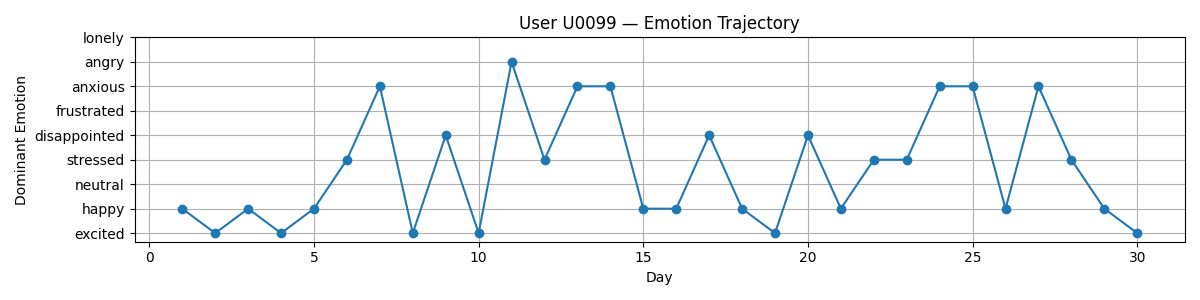 User U0099 — Emotion Trajectory
Dominant Emotion
lonely
angry
anxious
frustrated
disappointed
stressed
neutral
happy
excited
0 5 10 15 20 25 30
Day